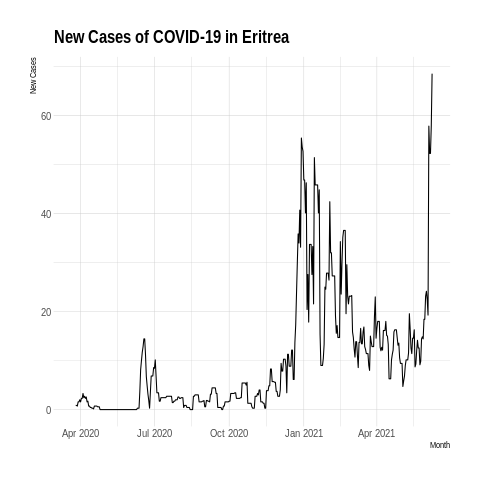 New Cases of COVID-19 in Eritrea
New Cases
60
40
20
0
Apr 2020 Jul 2020 Oct 2020 Jan 2021 Apr 2021
Month